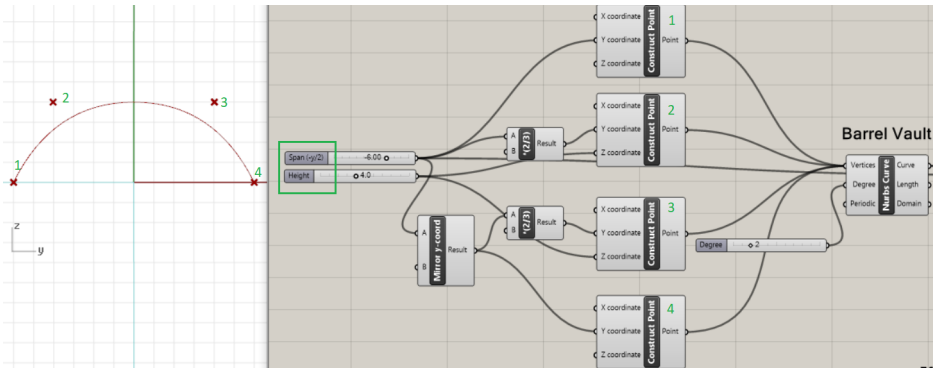 X coordinate
Y coordinate
Z coordinate
Construct Point
1
Point
X coordinate
Y coordinate
Z coordinate
Construct Point
2
Point
A
B
*(2/3)
Result
Span (-y/2)
-6.00
Height
4.0
Barrel Vault
Vertices
Degree
Periodic
Nurbs Curve
Curve
Length
Domain
A
B
Mirror y-coord
Result
A
B
*(2/3)
Result
X coordinate
Y coordinate
Z coordinate
Construct Point
3
Point
Degree
2
X coordinate
Y coordinate
Z coordinate
Construct Point
4
Point
2
3
1
4
z
y